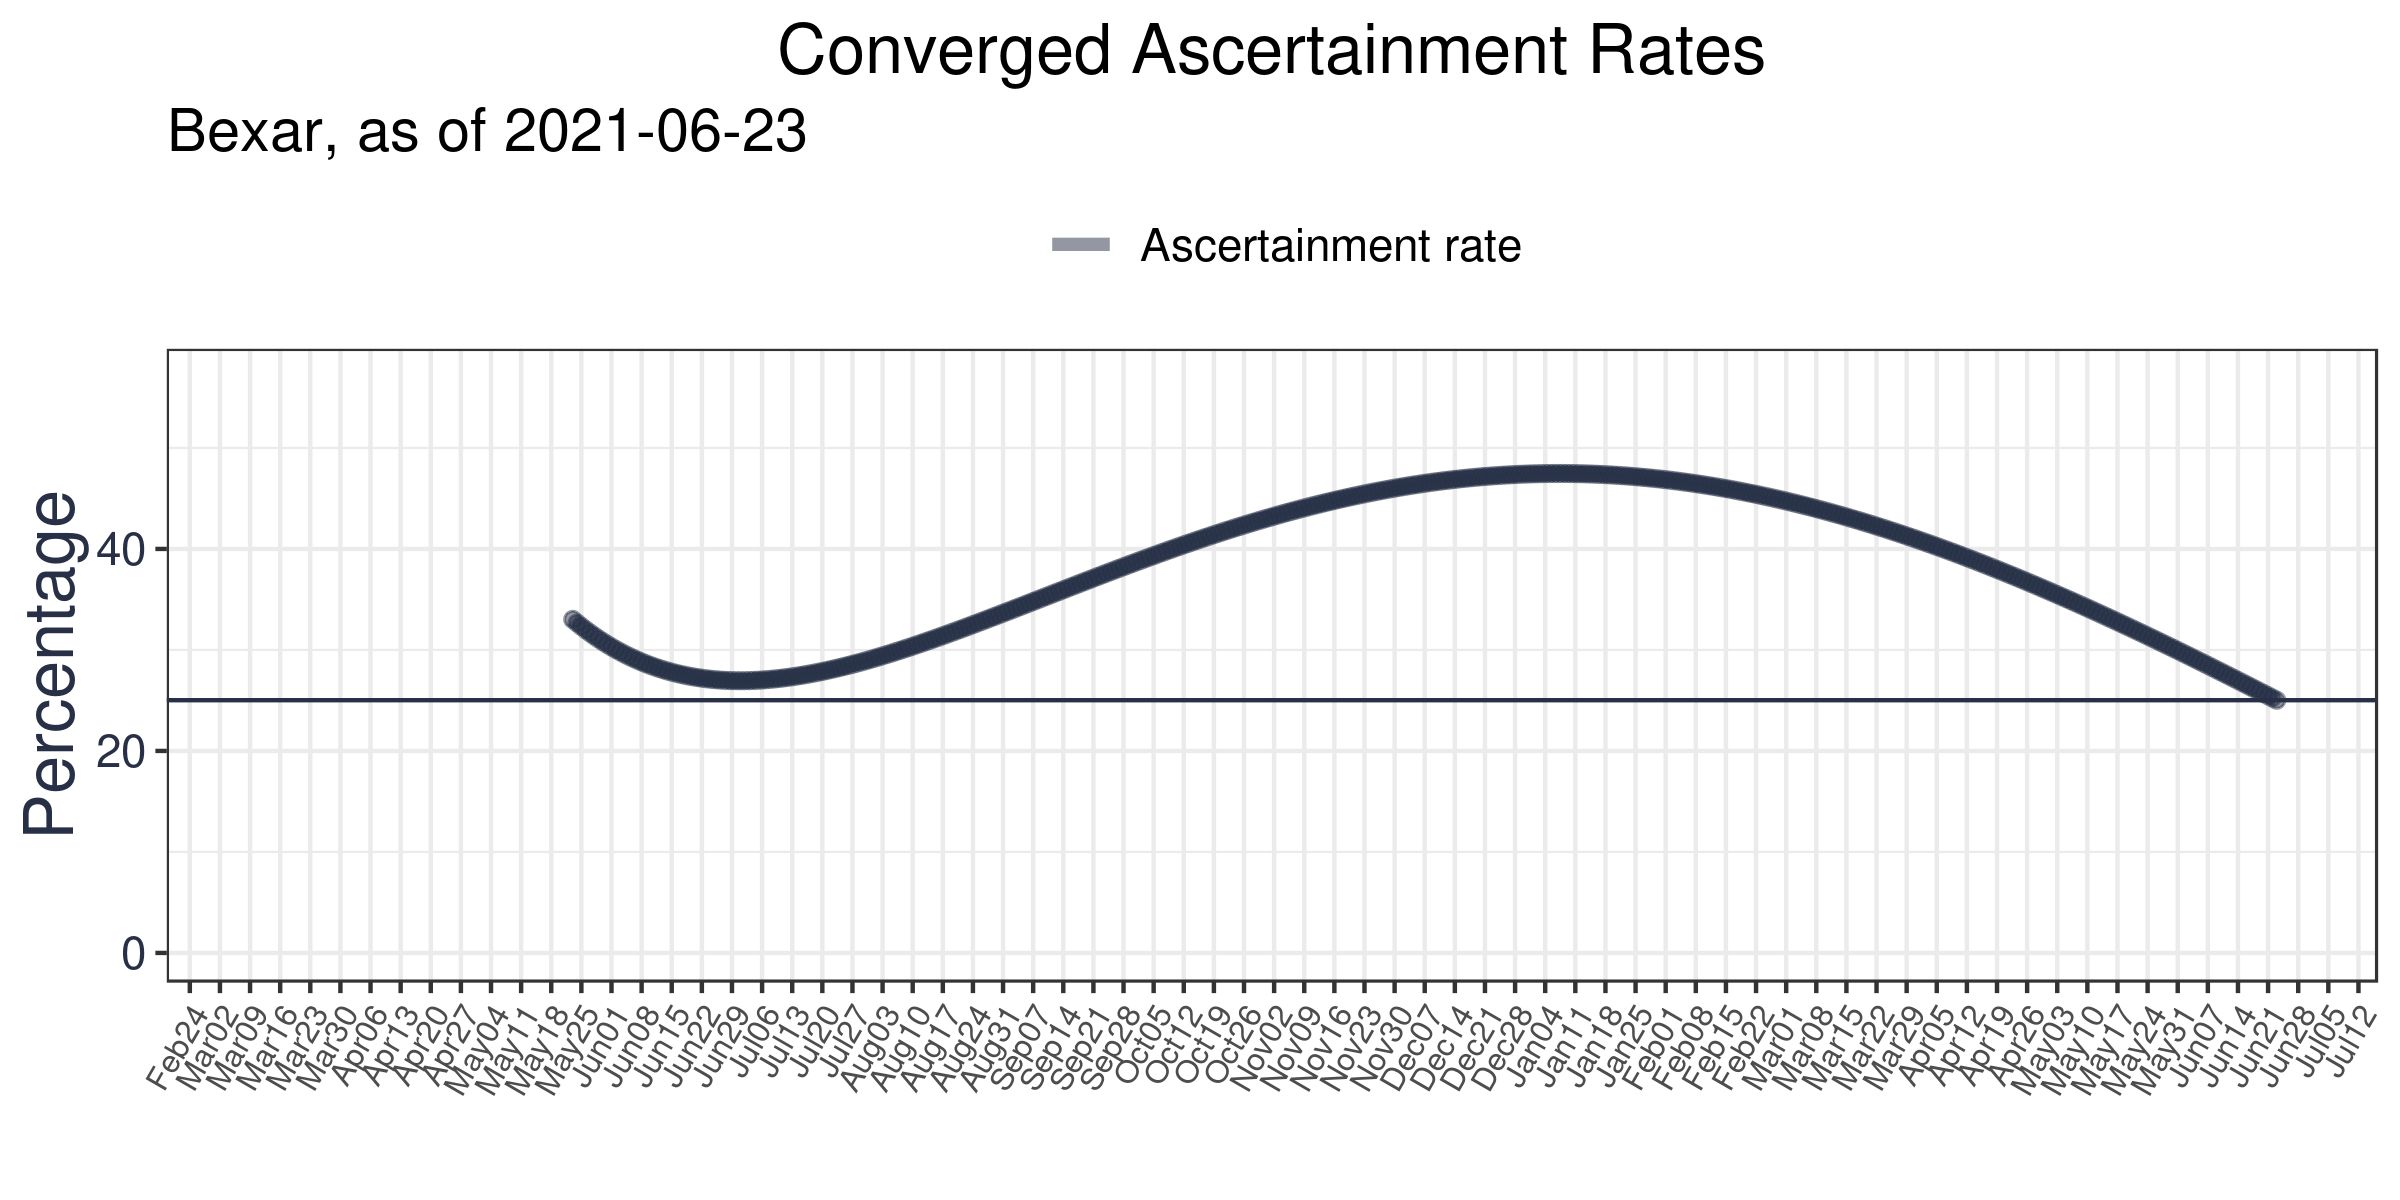 Converged Ascertainment Rates
Bexar, as of 2021-06-23
Ascertainment rate
Percentage
40
20
0
Feb24
Mar02
Mar09
Mar16
Mar23
Mar30
Apr06
Apr13
Apr20
Apr27
May04
May11
May18
May25
Jun01
Jun08
Jun15
Jun22
Jun29
Jul06
Jul13
Jul20
Jul27
Aug03
Aug10
Aug17
Aug24
Aug31
Sep07
Sep14
Sep21
Sep28
Oct05
Oct12
Oct19
Oct26
Nov02
Nov09
Nov16
Nov23
Nov30
Dec07
Dec14
Dec21
Dec28
Jan04
Jan11
Jan18
Jan25
Feb01
Feb08
Feb15
Feb22
Mar01
Mar08
Mar15
Mar22
Mar29
Apr05
Apr12
Apr19
Apr26
May03
May10
May17
May24
May31
Jun07
Jun14
Jun21
Jun28
Jul05
Jul12